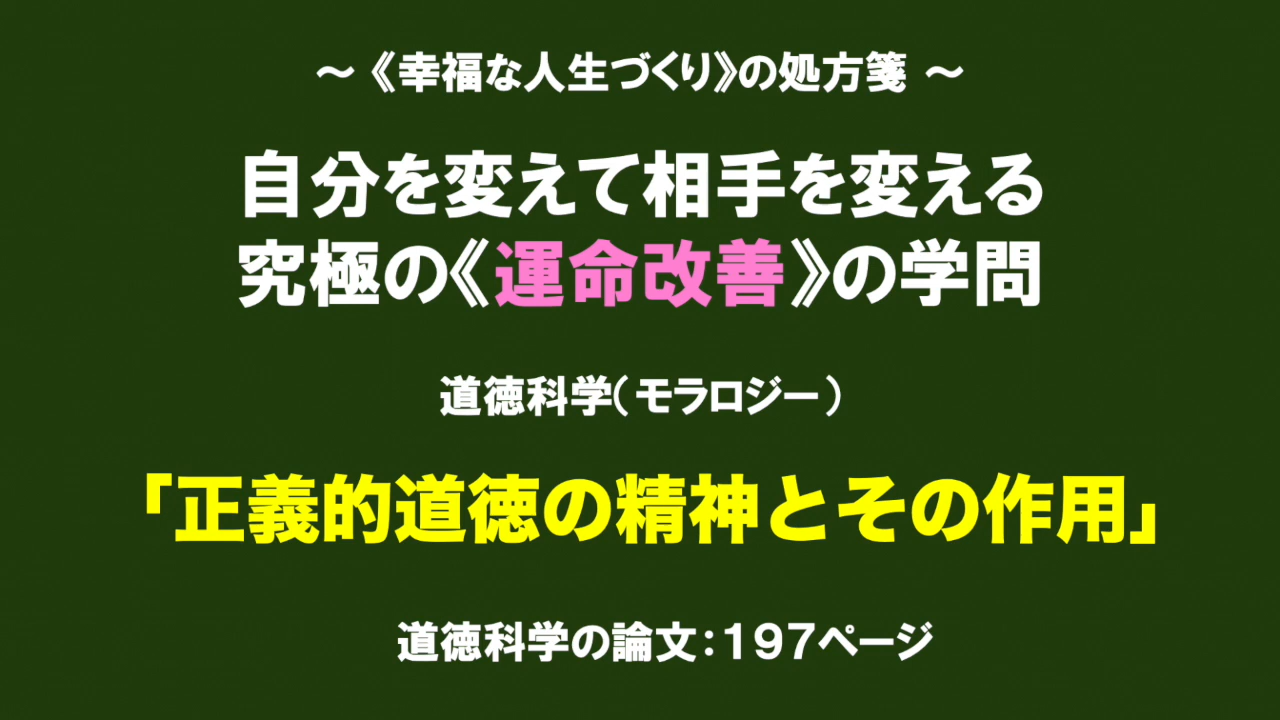 ～《幸福な人生づくり》の処方箋 ～
自分を変えて相手を変える
究極の《運命改善》の学問
道徳科学（モラロジー）
「正義的道徳の精神とその作用」
道徳科学の論文：１９７ページ